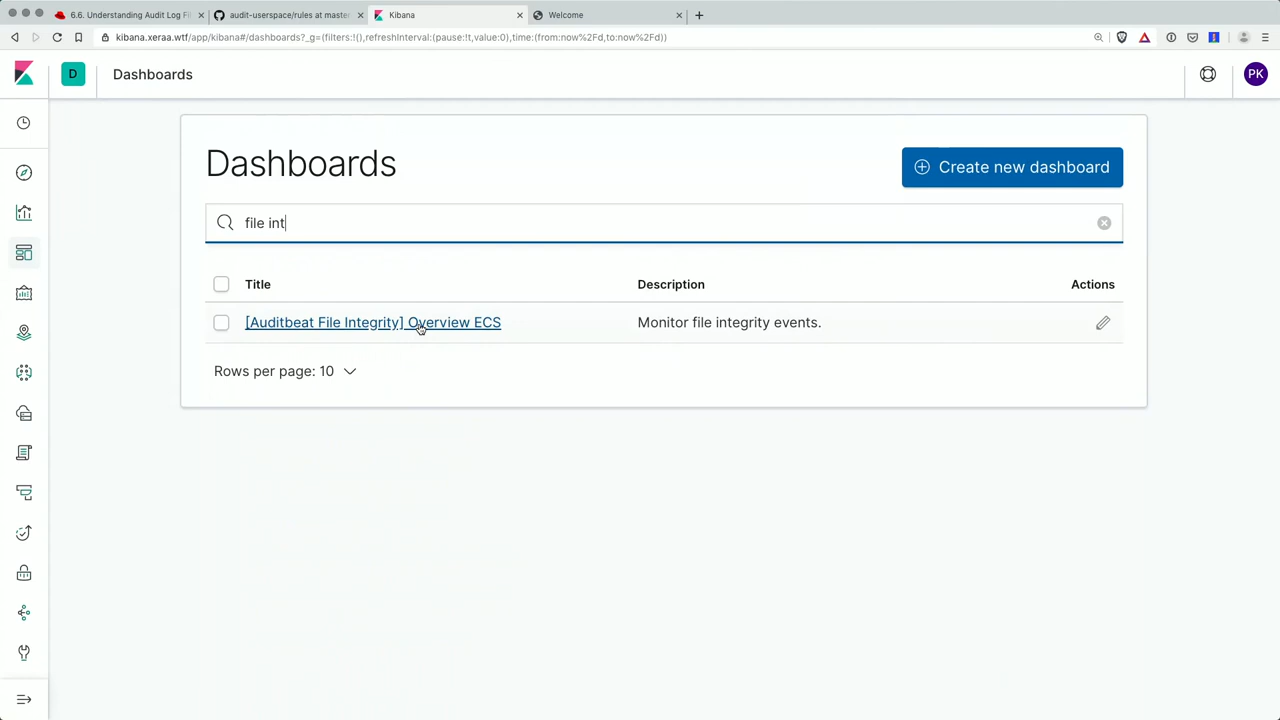 6.6. Understanding Audit Log Fi
audit-userspace/rules at master
Kibana
Welcome
kibana.xeraa.wtf/app/kibana#/dashboards?_g=(filters:!(),refreshInterval:(pause:!t,value:0),time:(from:now%2Fd,to:now%2Fd))
D
Dashboards
PK
Dashboards
Create new dashboard
file int
Title
Description
Actions
[Auditbeat File Integrity] Overview ECS
Monitor file integrity events.
Rows per page: 10